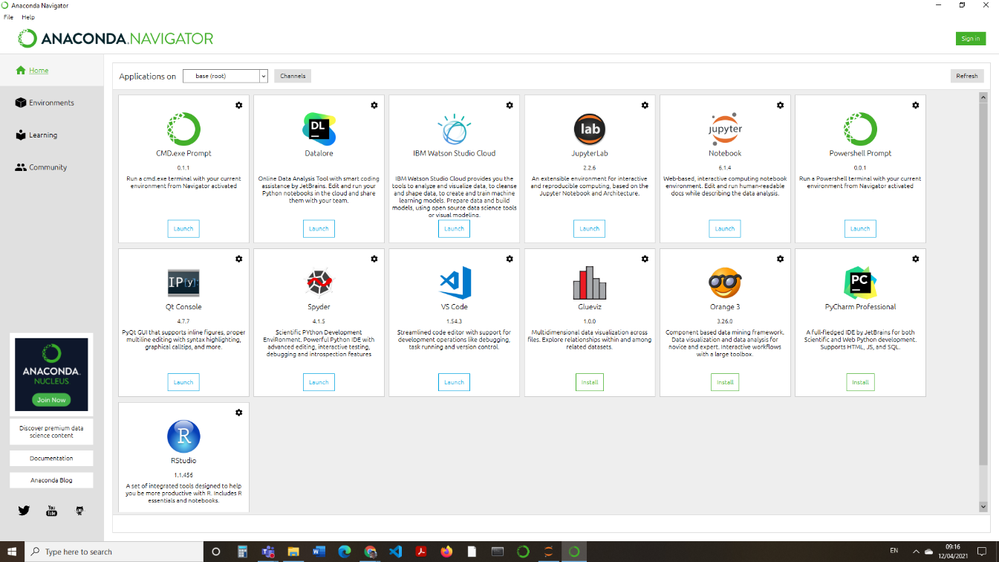 Anaconda Navigator
File Help
ANACONDA.NAVIGATOR
Sign in
Home
Environments
Learning
Community
ANACONDA.
NUCLEUS
Join Now
Discover premium data
science content
Documentation
Anaconda Blog
You
Tube
Applications on base (root) Channels Refresh
CMD.exe Prompt
0.1.1
Run a cmd.exe terminal with your current
environment from Navigator activated
Launch
DL
Datalore
Online Data Analysis Tool with smart coding
assistance by JetBrains. Edit and run your
Python notebooks in the cloud and share
them with your team.
Launch
IBM Watson Studio Cloud
IBM Watson Studio Cloud provides you the
tools to analyze and visualize data, to cleanse
and shape data, to create and train machine
learning models. Prepare data and build
models, using open source data science tools
or visual modeling.
Launch
lab
JupyterLab
2.2.6
An extensible environment for interactive
and reproducible computing, based on the
Jupyter Notebook and Architecture.
Launch
jupyter
Notebook
6.1.4
Web-based, interactive computing notebook
environment. Edit and run human-readable
docs while describing the data analysis.
Launch
Powershell Prompt
0.0.1
Run a Powershell terminal with your current
environment from Navigator activated
Launch
IP[y]:
Qt Console
4.7.7
PyQt GUI that supports inline figures, proper
multiline editing with syntax highlighting,
graphical calltips, and more.
Launch
Spyder
4.1.5
Scientific PYthon Development
EnviRonment. Powerful Python IDE with
advanced editing, interactive testing,
debugging and introspection features
Launch
VS Code
1.54.3
Streamlined code editor with support for
development operations like debugging,
task running and version control.
Launch
Glueviz
1.0.0
Multidimensional data visualization across
files. Explore relationships within and among
related datasets.
Install
Orange 3
3.26.0
Component based data mining framework.
Data visualization and data analysis for
novice and expert. Interactive workflows
with a large toolbox.
Install
PC
PyCharm Professional
A full-fledged IDE by JetBrains for both
Scientific and Web Python development.
Supports HTML, JS, and SQL.
Install
R
RStudio
1.1.456
A set of integrated tools designed to help
you be more productive with R. Includes R
essentials and notebooks.
Type here to search
EN
09:16
12/04/2021